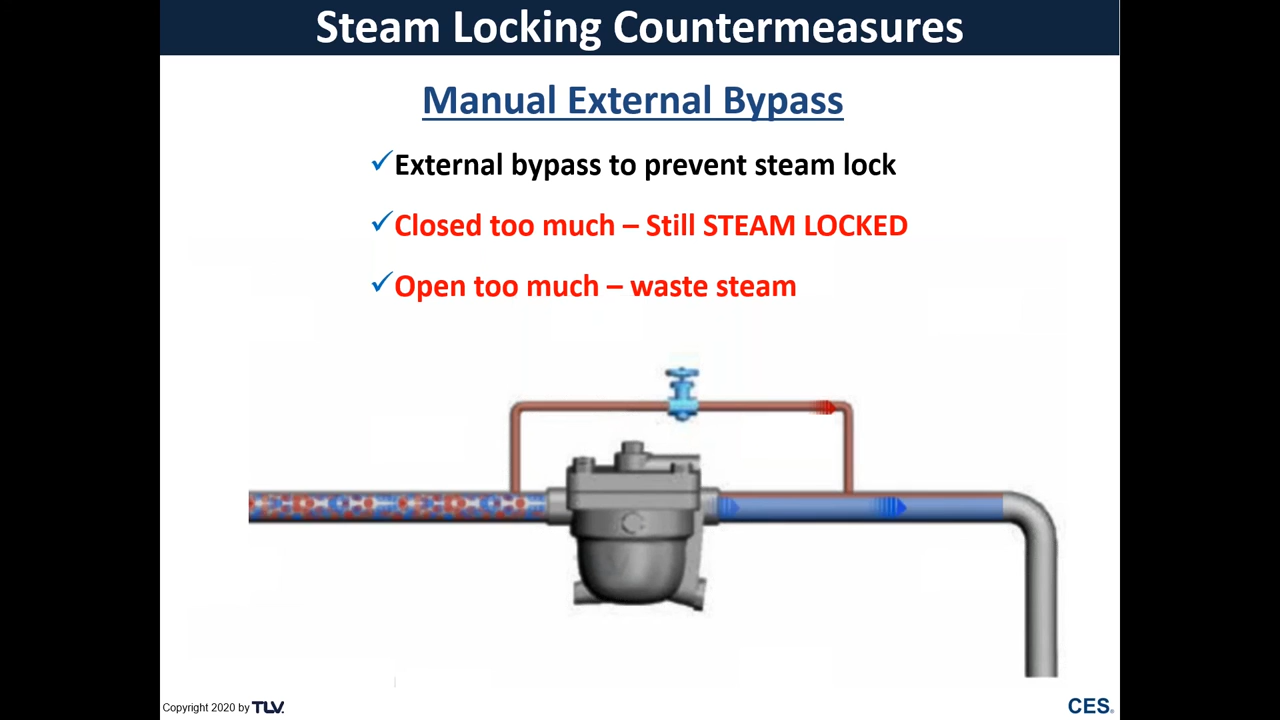 Steam Locking Countermeasures
Manual External Bypass
✓External bypass to prevent steam lock
✓Closed too much – Still STEAM LOCKED
✓Open too much – waste steam
Copyright 2020 by TLV.
CES®